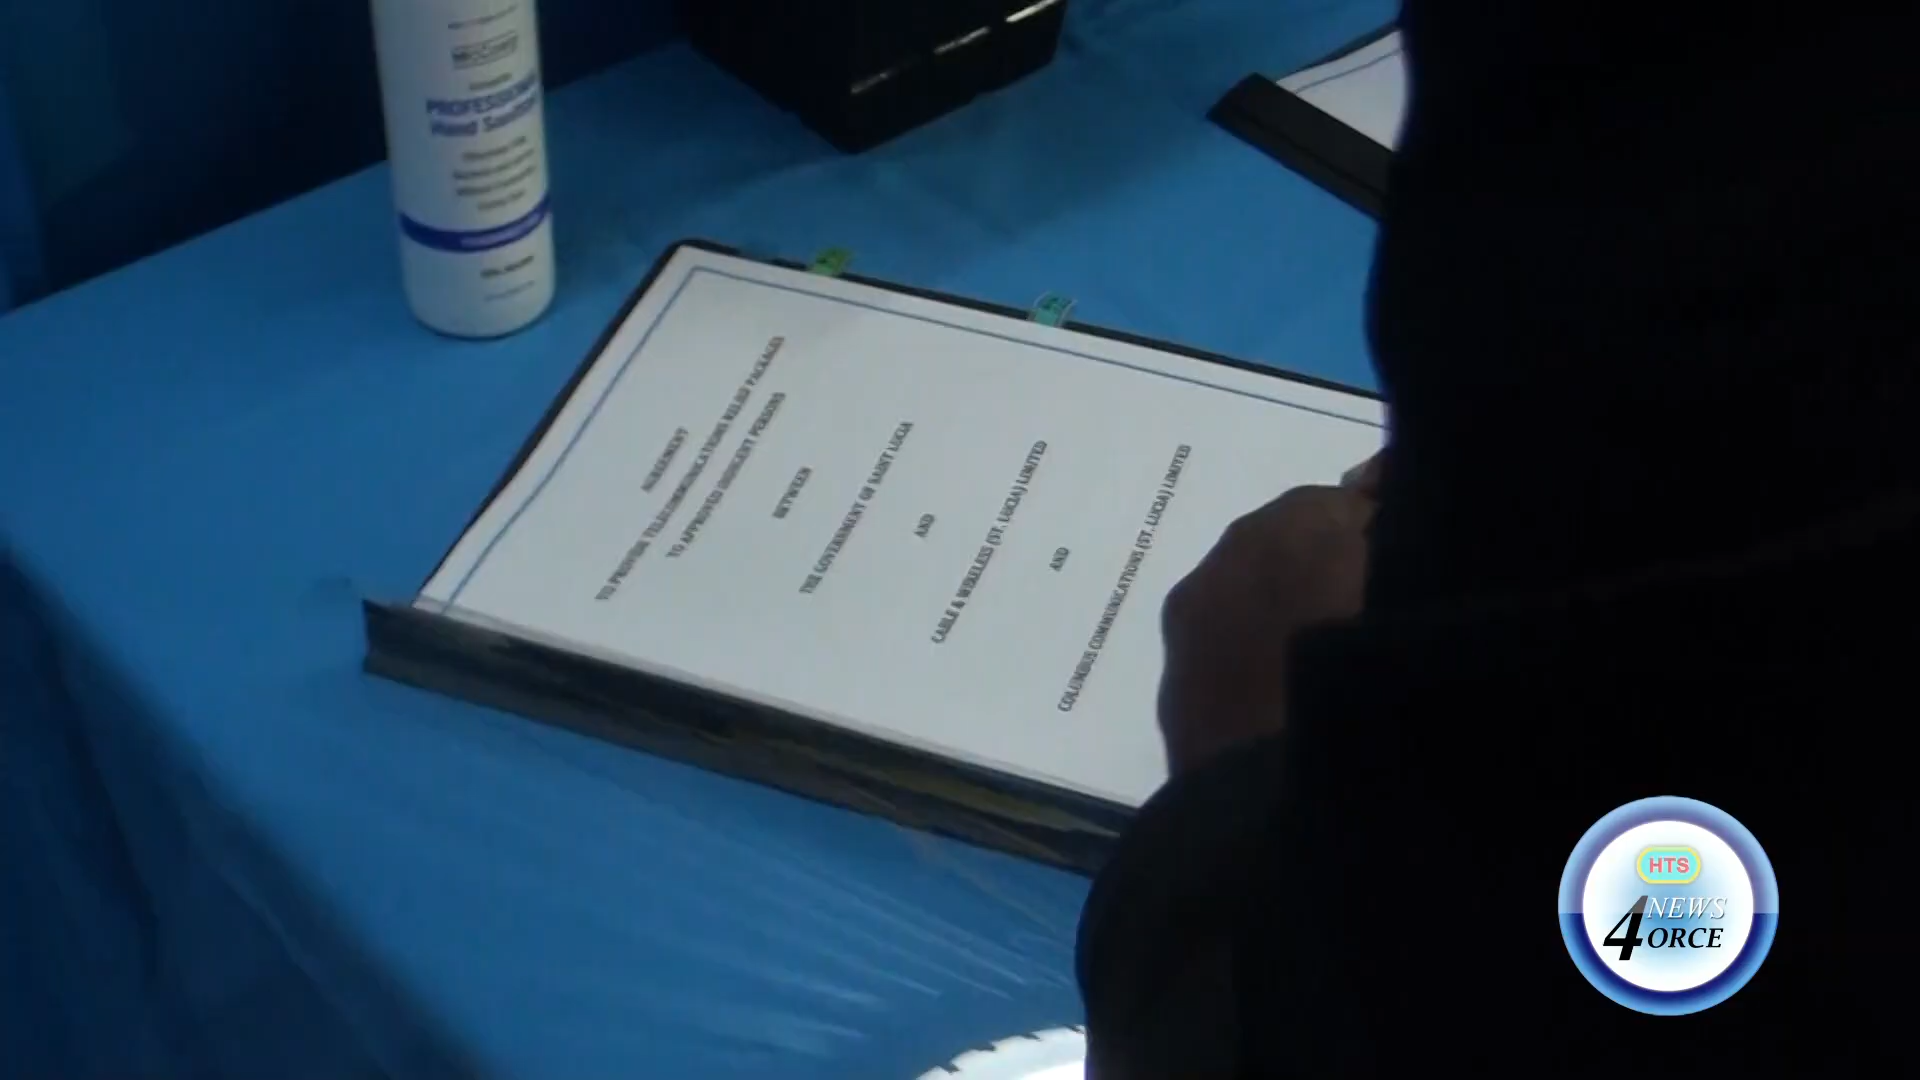 PROFESSIONAL
Hand Sanitizer
AGREEMENT
TO PROVIDE TELECOMMUNICATIONS RELIEF PACKAGES
TO APPROVED INDIGENT PERSONS
BETWEEN
THE GOVERNMENT OF SAINT LUCIA
AND
CABLE & WIRELESS (ST. LUCIA) LIMITED
AND
COLUMBUS COMMUNICATIONS (ST. LUCIA) LIMITED
HTS
NEWS
4ORCE